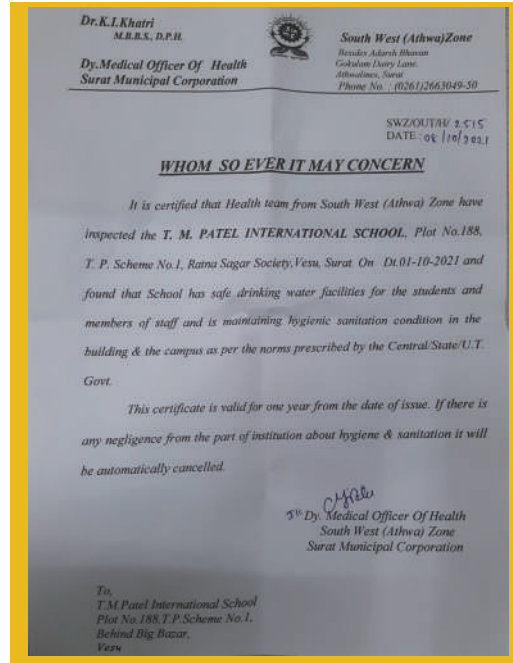 Dr.K.I.Khatri
M.B.B.S., D.P.H.
Dy.Medical Officer Of Health
Surat Municipal Corporation
South West (Athwa)Zone
Besides Adarsh Bhavan
Gokulam Dairy Lane.
Athwalines, Surat
Phone No. : (0261)2663049-50
SWZ/OUT/H/ 2515
DATE : 08/10/2021
WHOM SO EVER IT MAY CONCERN
It is certified that Health team from South West (Athwa) Zone have
inspected the T. M. PATEL INTERNATIONAL SCHOOL, Plot No.188,
T. P. Scheme No.1, Ratna Sagar Society,Vesu, Surat. On Dt.01-10-2021 and
found that School has safe drinking water facilities for the students and
members of staff and is maintaining hygienic sanitation condition in the
building & the campus as per the norms prescribed by the Central/State/U.T.
Govt.
This certificate is valid for one year from the date of issue. If there is
any negligence from the part of institution about hygiene & sanitation it will
be automatically cancelled.
Dy. Medical Officer Of Health
South West (Athwa) Zone
Surat Municipal Corporation
To,
T.M.Patel International School
Plot No.188,T.P.Scheme No.1,
Behind Big Bazar,
Vesu